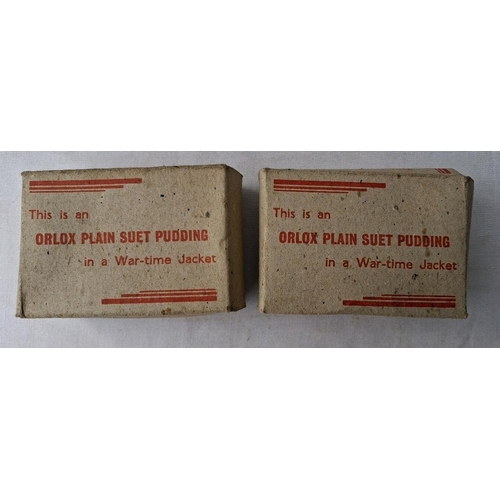 This is an
ORLOX PLAIN SUET PUDDING
in a War-time Jacket
This is an
ORLOX PLAIN SUET PUDDING
in a War-time Jacket